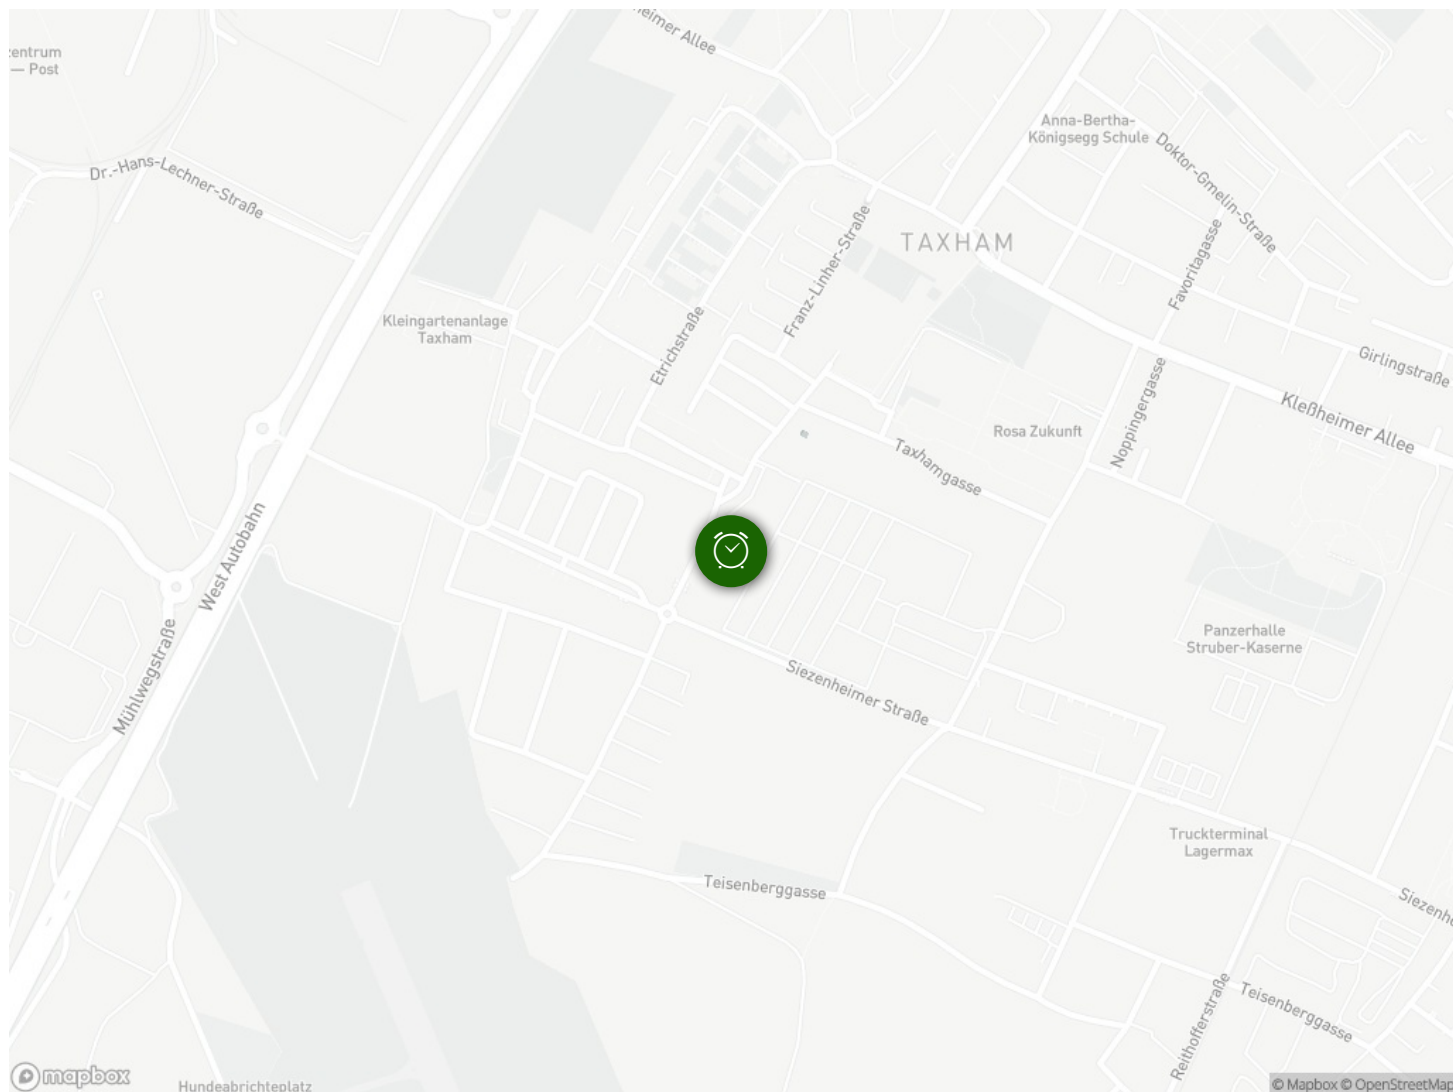 heimer Allee
zentrum
— Post
Anna-Bertha-
Königsegg Schule
Doktor-Gmelin-Straße
Dr.-Hans-Lechner-Straße
Franz-Linher-Straße
TAXHAM
Favoritagasse
Kleingartenanlage
Taxham
Etrichstraße
Girlingstraße
Noppingergasse
Kleßheimer Allee
Rosa Zukunft
Taxhamgasse
West Autobahn
Mühlwegstraße
Panzerhalle
Struber-Kaserne
Siezenheimer Straße
Truckterminal
Lagermax
Teisenberggasse
Siezenh
Reithofferstraße
Teisenberggasse
Hundeabrichteplatz
mapbox
© Mapbox © OpenStreetMap